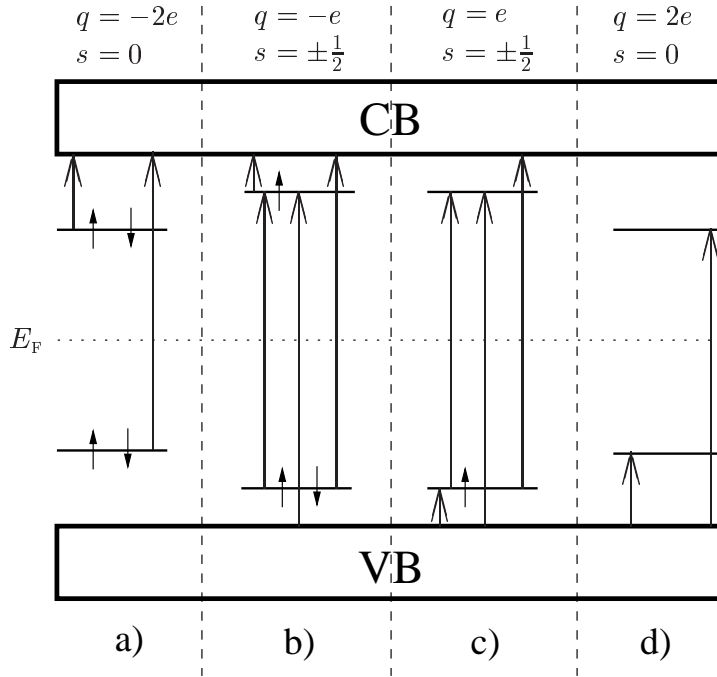 q = −2e q = −e q = e q = 2e
s = 0 s = ±1/2 s = ±1/2 s = 0
CB
E_F
VB
a) b) c) d)